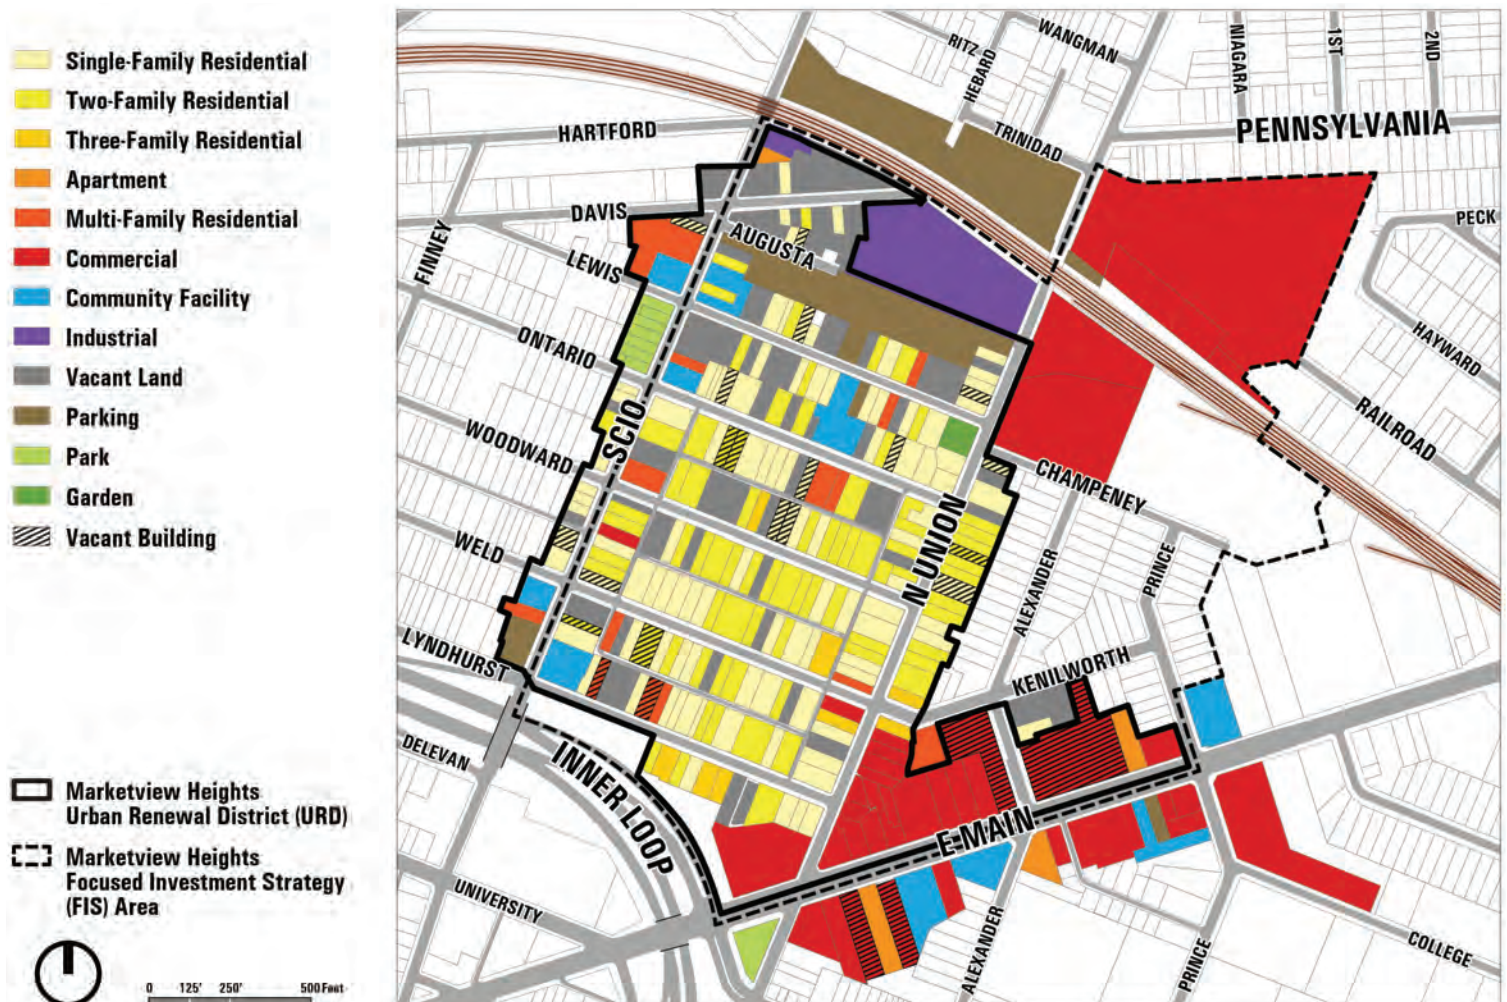 Single-Family Residential
Two-Family Residential
Three-Family Residential
Apartment
Multi-Family Residential
Commercial
Community Facility
Industrial
Vacant Land
Parking
Park
Garden
Vacant Building
Marketview Heights
Urban Renewal District (URD)
Marketview Heights
Focused Investment Strategy
(FIS) Area
0 125' 250' 500 Feet
RITZ
HEBARD
WANGMAN
NIAGARA
1ST
2ND
HARTFORD
TRINIDAD
PENNSYLVANIA
DAVIS
PECK
FINNEY
LEWIS
AUGUSTA
ONTARIO
HAYWARD
SCIO
RAILROAD
WOODWARD
CHAMPENEY
WELD
N UNION
ALEXANDER
PRINCE
LYNDHURST
KENILWORTH
DELEVAN
INNER LOOP
E MAIN
UNIVERSITY
ALEXANDER
PRINCE
COLLEGE